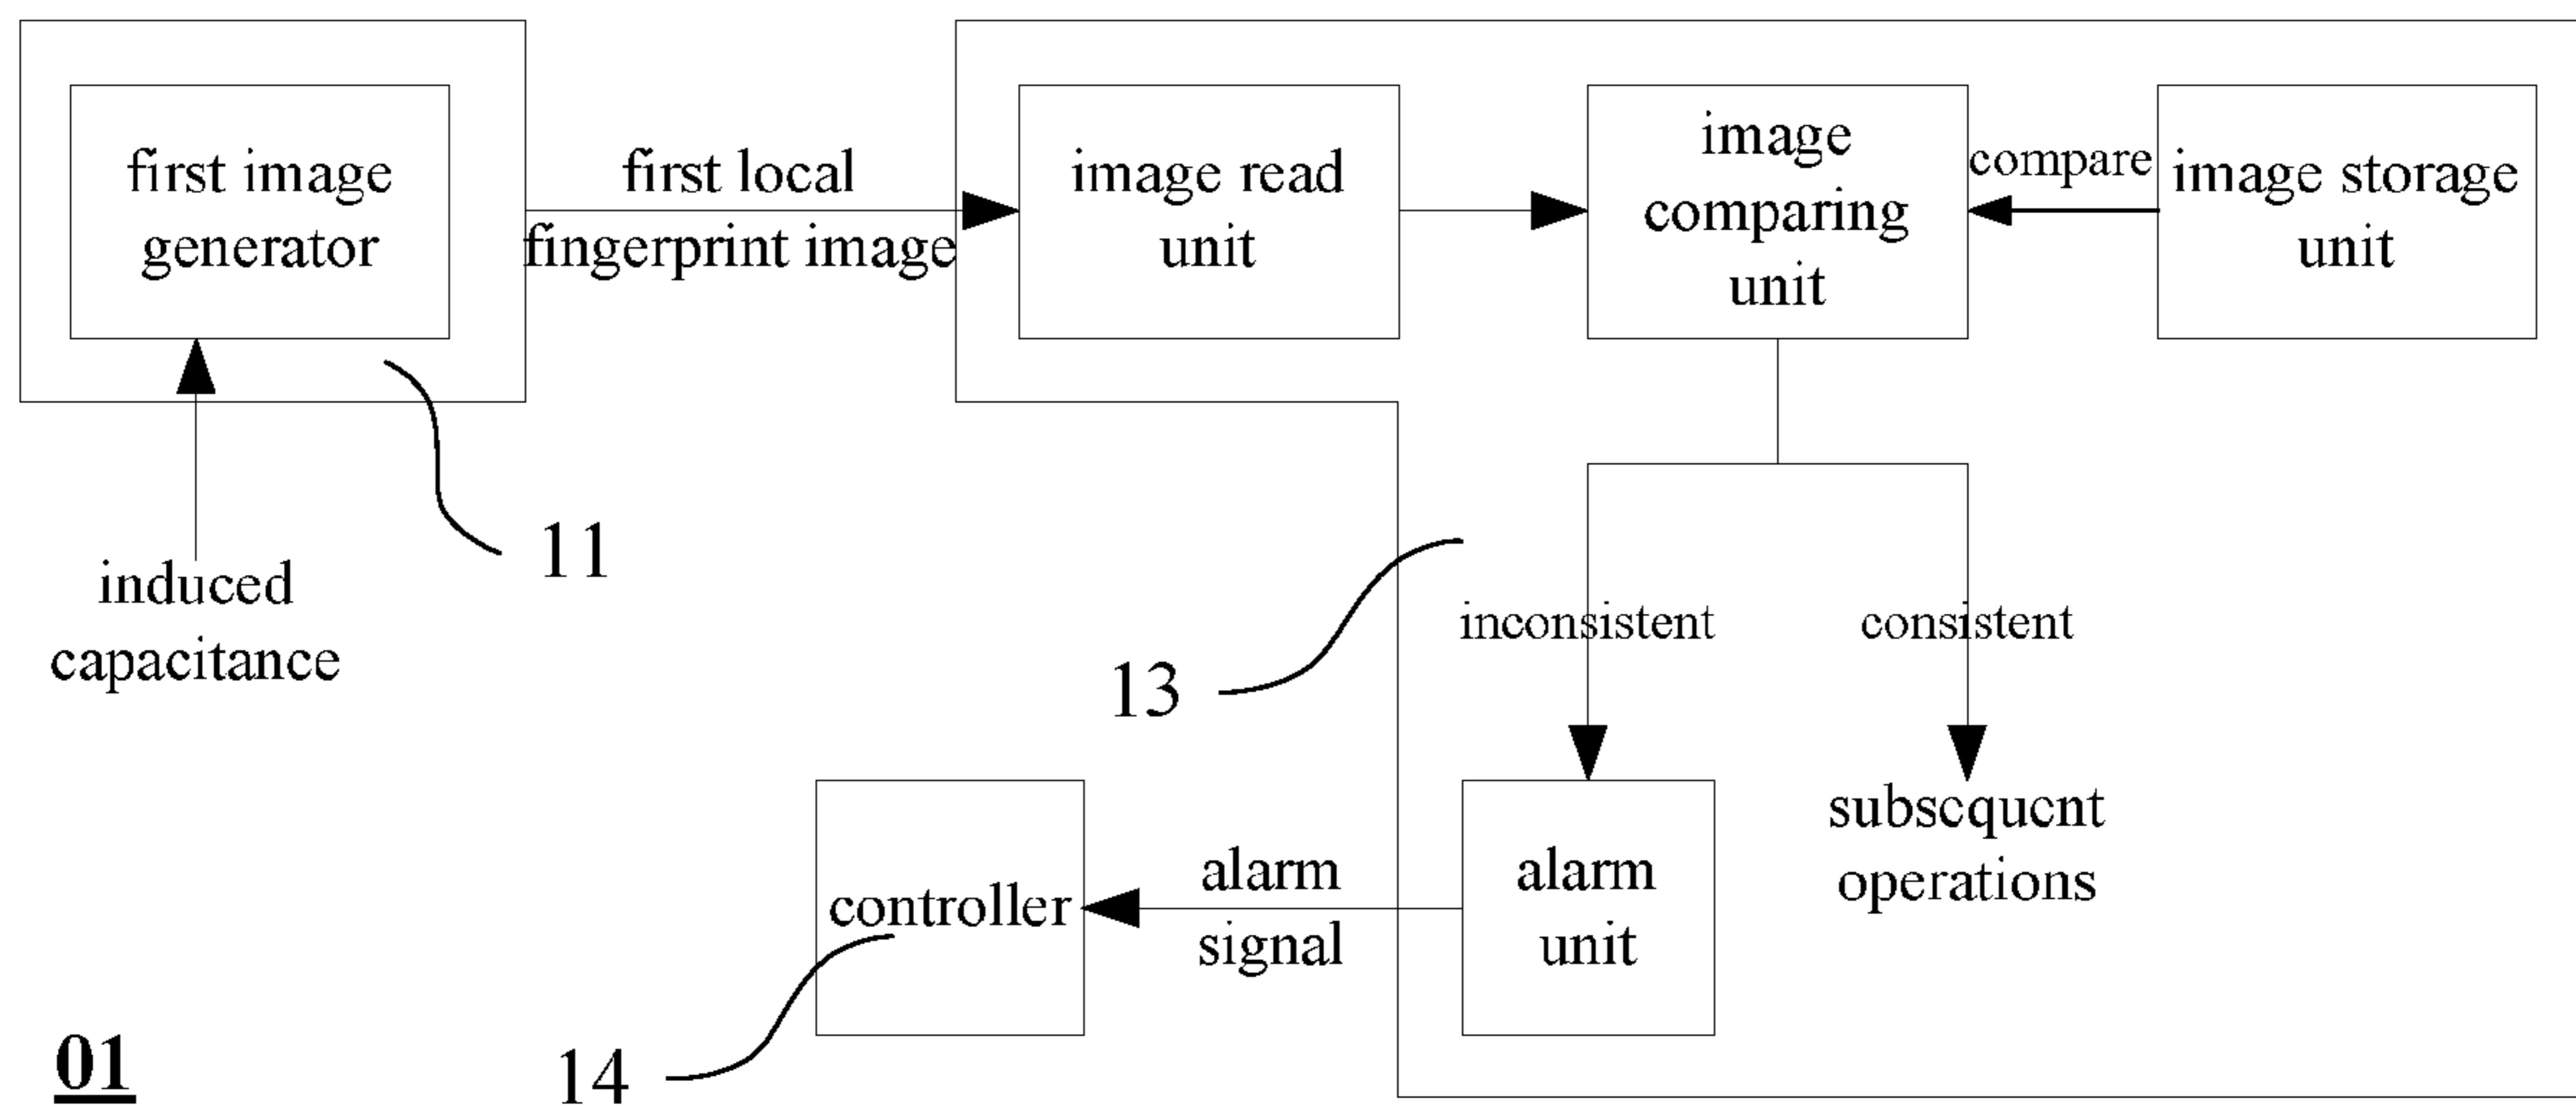 first image
generator
first local
fingerprint image
image read
unit
image
comparing
unit
compare
image storage
unit
induced
capacitance
11
13
inconsistent
consistent
controller
14
alarm
signal
alarm
unit
subsequent
operations
01